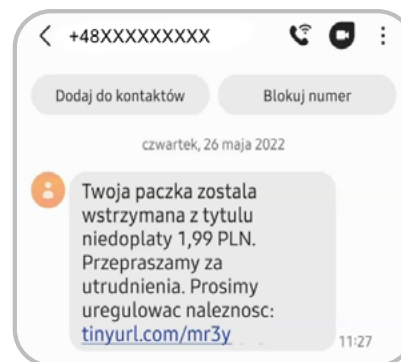 +48XXXXXXXXX
Dodaj do kontaktów
Blokuj numer
czwartek, 26 maja 2022
Twoja paczka zostala
wstrzymana z tytulu
niedoplaty 1,99 PLN.
Przepraszamy za
utrudnienia. Prosimy
uregulowac naleznosc:
tinyurl.com/mr3y
11:27